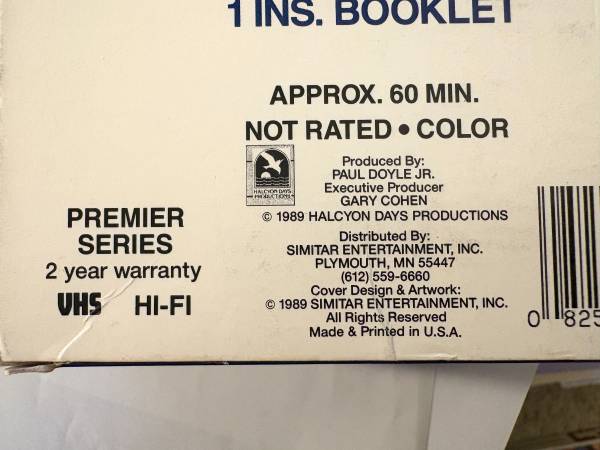 1 INS. BOOKLET
APPROX. 60 MIN.
NOT RATED • COLOR
HALCYON DAYS
PRODUCTIONS
Produced By:
PAUL DOYLE JR.
Executive Producer
GARY COHEN
© 1989 HALCYON DAYS PRODUCTIONS
PREMIER
SERIES
2 year warranty
VHS HI-FI
Distributed By:
SIMITAR ENTERTAINMENT, INC.
PLYMOUTH, MN 55447
(612) 559-6660
Cover Design & Artwork:
© 1989 SIMITAR ENTERTAINMENT, INC.
All Rights Reserved
Made & Printed in U.S.A.
0 825